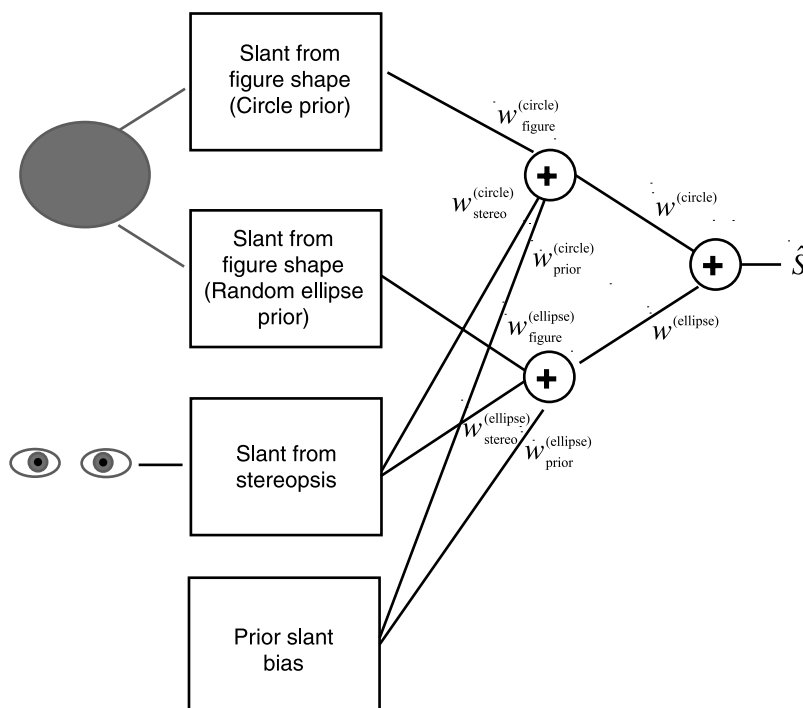 Slant from
figure shape
(Circle prior)
w(circle)
figure
+
w(circle)
stereo
w(circle)
w(circle)
prior
Slant from
figure shape
(Random ellipse
prior)
+
Ŝ
w(ellipse)
figure
w(ellipse)
+
w(ellipse)
stereo
w(ellipse)
prior
Slant from
stereopsis
Prior slant
bias